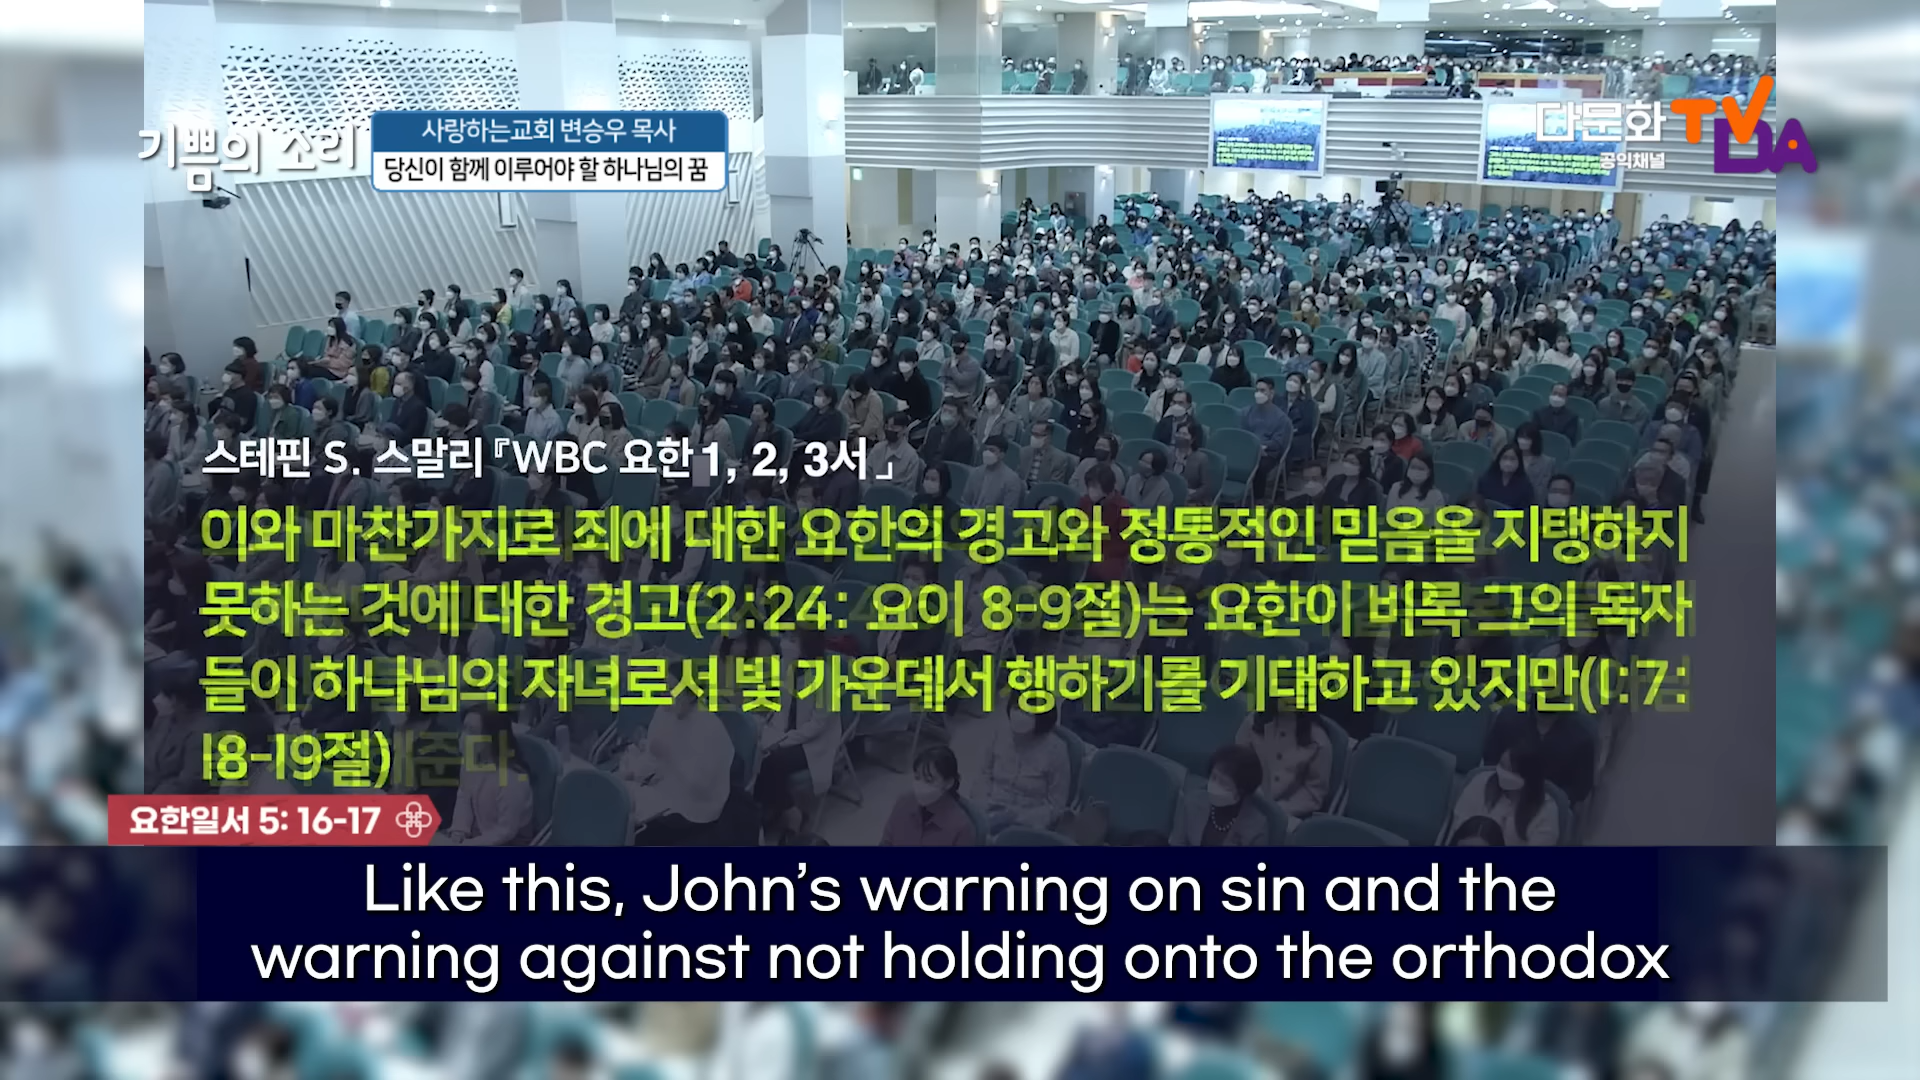 기쁨의 소리
사랑하는교회 변승우 목사
당신이 함께 이루어야 할 하나님의 꿈
다문화 TV
DA
공익채널
스테핀 S. 스말리 『WBC 요한1, 2, 3서』
이와 마찬가지로 죄에 대한 요한의 경고와 정통적인 믿음을 지탱하지
못하는 것에 대한 경고(2:24: 요이 8-9절)는 요한이 비록 그의 독자
들이 하나님의 자녀로서 빛 가운데서 행하기를 기대하고 있지만(1:7:
18-19절)
요한일서 5: 16-17
Like this, John’s warning on sin and the
warning against not holding onto the orthodox